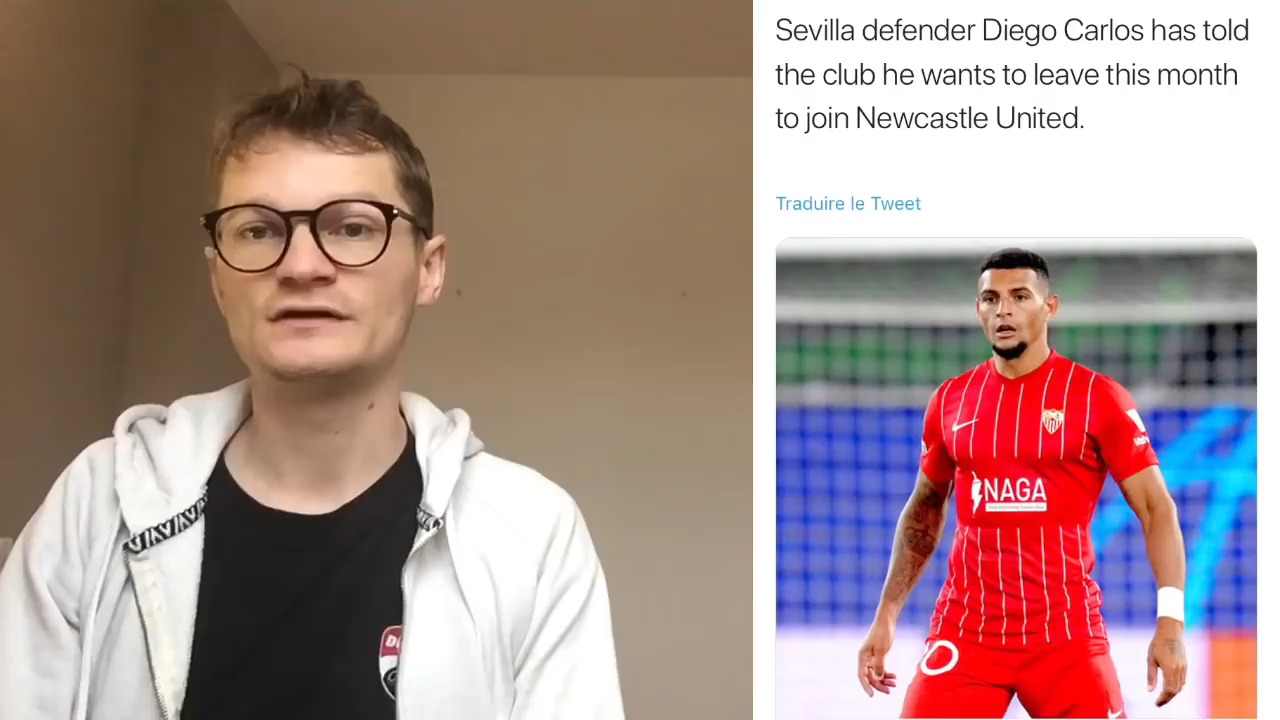 Sevilla defender Diego Carlos has told
the club he wants to leave this month
to join Newcastle United.
Traduire le Tweet
NAGA